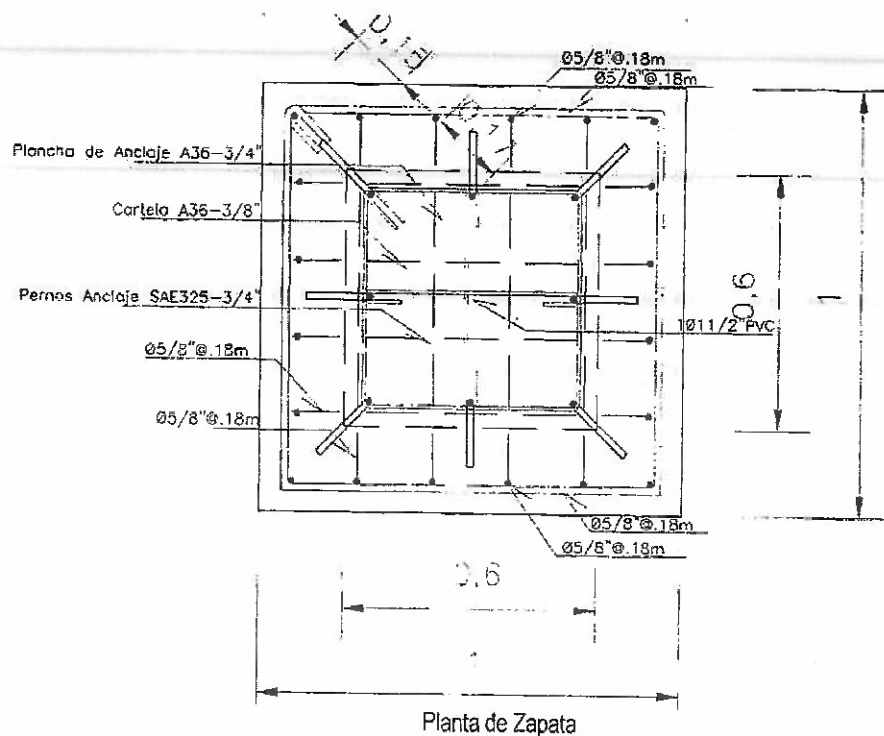 Ø5/8"@.18m
Ø5/8"@.18m
Plancha de Anclaje A36-3/4"
Cartela A36-3/8"
Pernos Anclaje SAE325-3/4"
1Ø11/2"PVC
0,6
1
Ø5/8"@.18m
Ø5/8"@.18m
Ø5/8"@.18m
Ø5/8"@.18m
0,6
Planta de Zapata